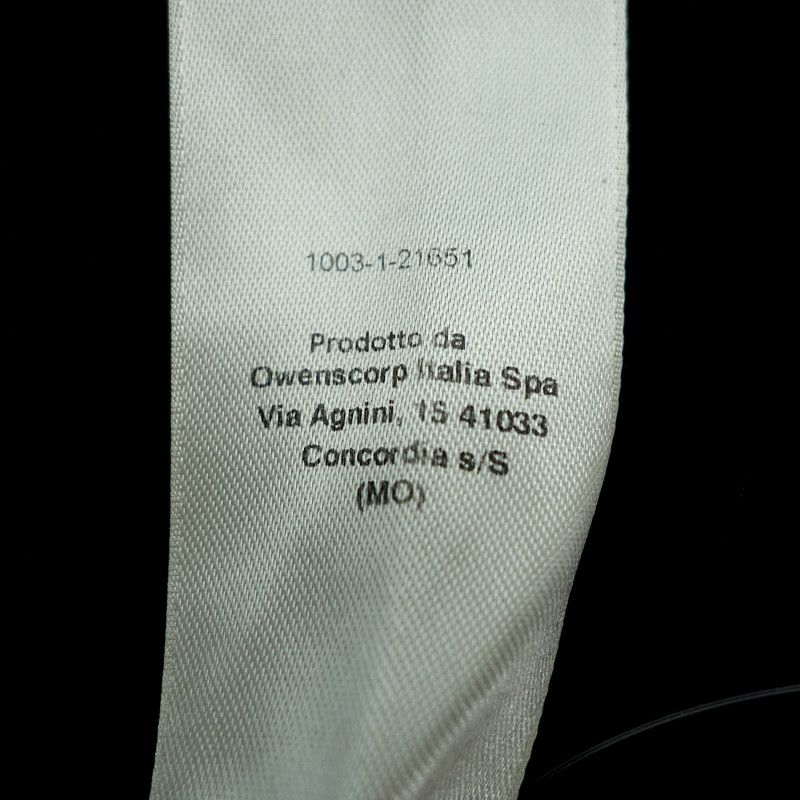 1003-1-21651
Prodotto da
Owenscorp Italia Spa
Via Agnini, 15 41033
Concordia s/S
(MO)